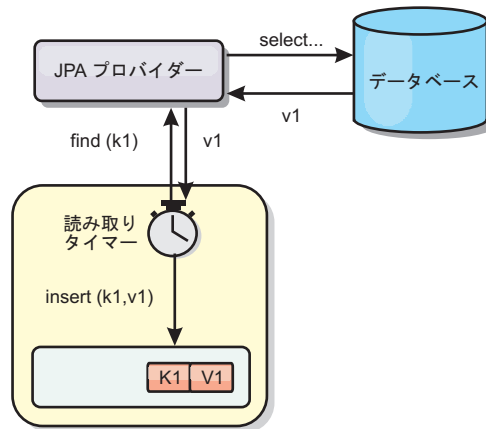 select...
JPA プロバイダー
データベース
v1
find (k1)
v1
読み取り
タイマー
insert (k1,v1)
K1
V1